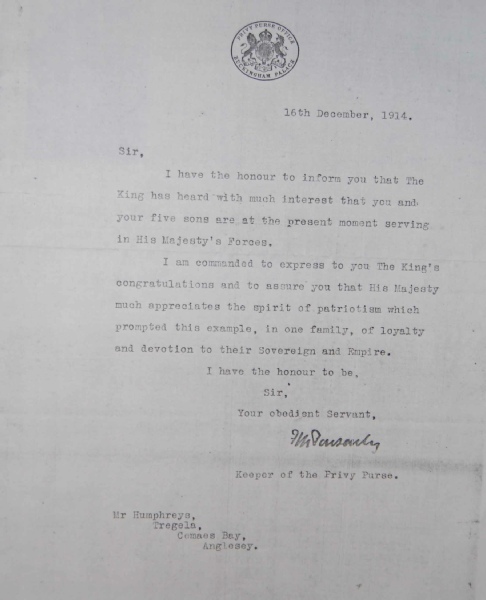 PRIVY PURSE OFFICE
BUCKINGHAM PALACE
16th December, 1914.
Sir,
I have the honour to inform you that The
King has heard with much interest that you and
your five sons are at the present moment serving
in His Majesty's Forces.
I am commanded to express to you The King's
congratulations and to assure you that His Majesty
much appreciates the spirit of patriotism which
prompted this example, in one family, of loyalty
and devotion to their Sovereign and Empire.
I have the honour to be,
Sir,
Your obedient Servant,
Keeper of the Privy Purse.
Mr Humphreys,
Tregela,
Cemaes Bay,
Anglesey.